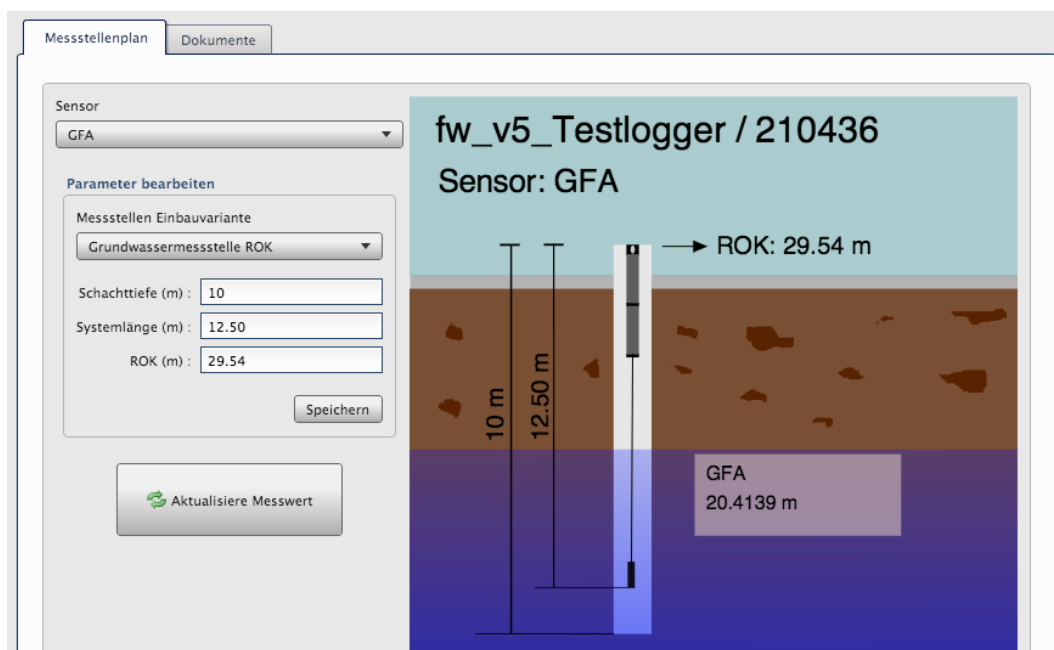 Messstellenplan
Dokumente
Sensor
GFA
Parameter bearbeiten
Messstellen Einbauvariante
Grundwassermessstelle ROK
Schachttiefe (m) : 10
Systemlänge (m) : 12.50
ROK (m) : 29.54
Speichern
Aktualisiere Messwert
fw_v5_Testlogger / 210436
Sensor: GFA
ROK: 29.54 m
10 m
12.50 m
GFA
20.4139 m